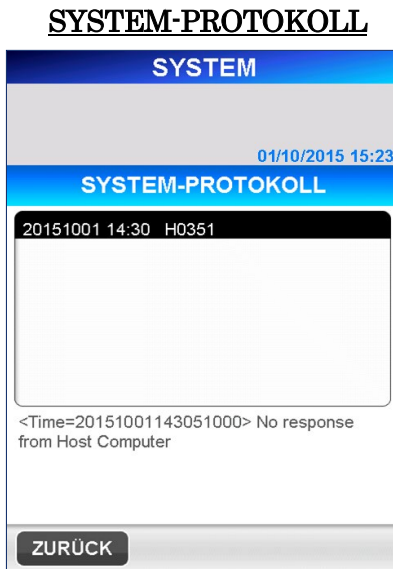 SYSTEM-PROTOKOLL
SYSTEM
01/10/2015 15:23
SYSTEM-PROTOKOLL
20151001 14:30 H0351
<Time=20151001143051000> No response
from Host Computer
ZURÜCK